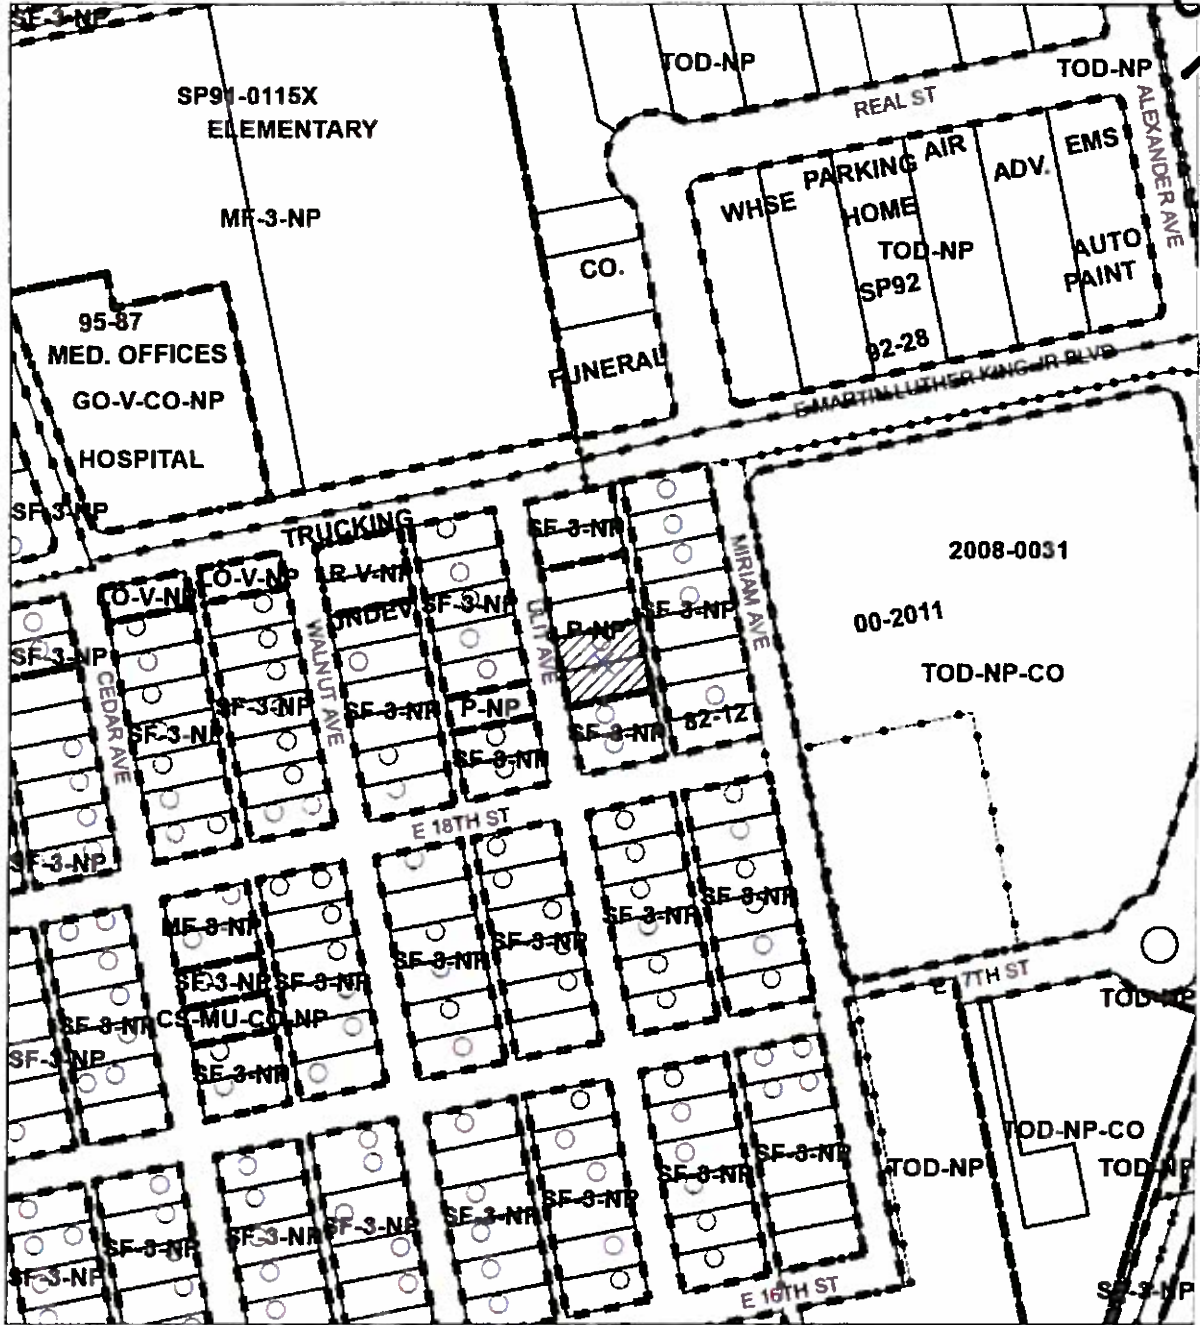 SF-3-NP
TOD-NP
TOD-NP
SP91-0115X
ELEMENTARY
REAL ST
ALEXANDER AVE
EMS
AIR
PARKING
ADV.
WHSE
HOME
MF-3-NP
TOD-NP
AUTO
PAINT
CO.
SP92
95-87
MED. OFFICES
92-28
FUNERAL
E MARTIN LUTHER KING JR BLVD
GO-V-CO-NP
HOSPITAL
SF-3-NP
TRUCKING
SF-3-NP
2008-0031
MIRIAM AVE
LO-V-NP
LO-V-NP
LR-V-NP
UNDEV
SF-3-NP
SF-3-NP
00-2011
ULIT AVE
P-NP
SF-3-NP
WALNUT AVE
TOD-NP-CO
CEDAR AVE
SF-3-NP
SF-3-NP
P-NP
82-12
SF-3-NP
SF-3-NP
SF-3-NP
E 18TH ST
SF-3-NP
SF-3-NP
SF-3-NP
MF-3-NP
SF-3-NP
SF-3-NP
SF-3-NP
SF-3-NP
E 17TH ST
TOD-NP
CS-MU-CO-NP
SF-3-NP
SF-3-NP
SF-3-NP
TOD-NP-CO
SF-3-NP
SF-3-NP
TOD-NP
TOD-NP
SF-3-NP
SF-3-NP
SF-3-NP
SF-3-NP
SF-3-NP
SF-3-NP
E 16TH ST
SF-3-NP